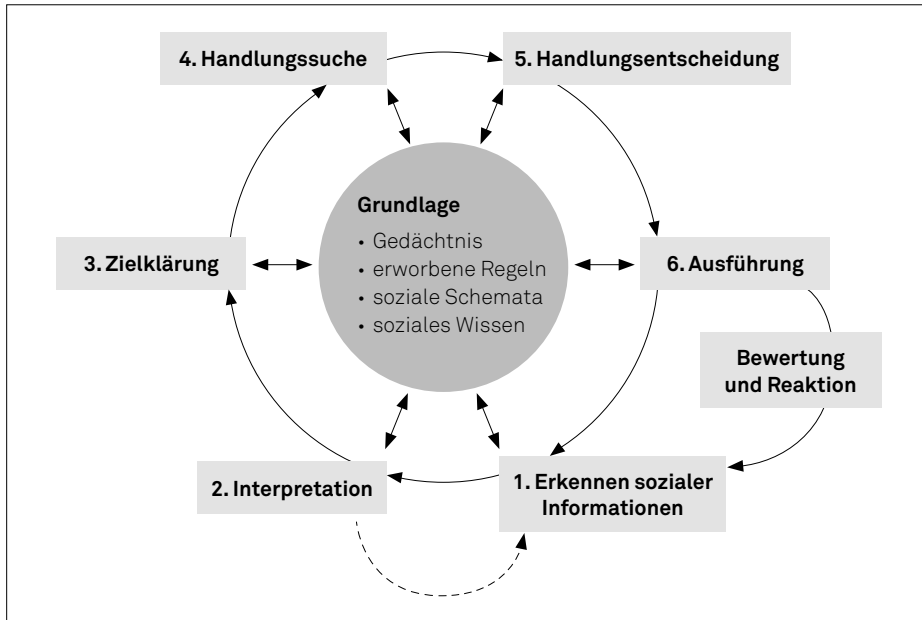 4. Handlungssuche
5. Handlungsentscheidung
Grundlage
• Gedächtnis
• erworbene Regeln
• soziale Schemata
• soziales Wissen
3. Zielklärung
6. Ausführung
Bewertung
und Reaktion
2. Interpretation
1. Erkennen sozialer
Informationen